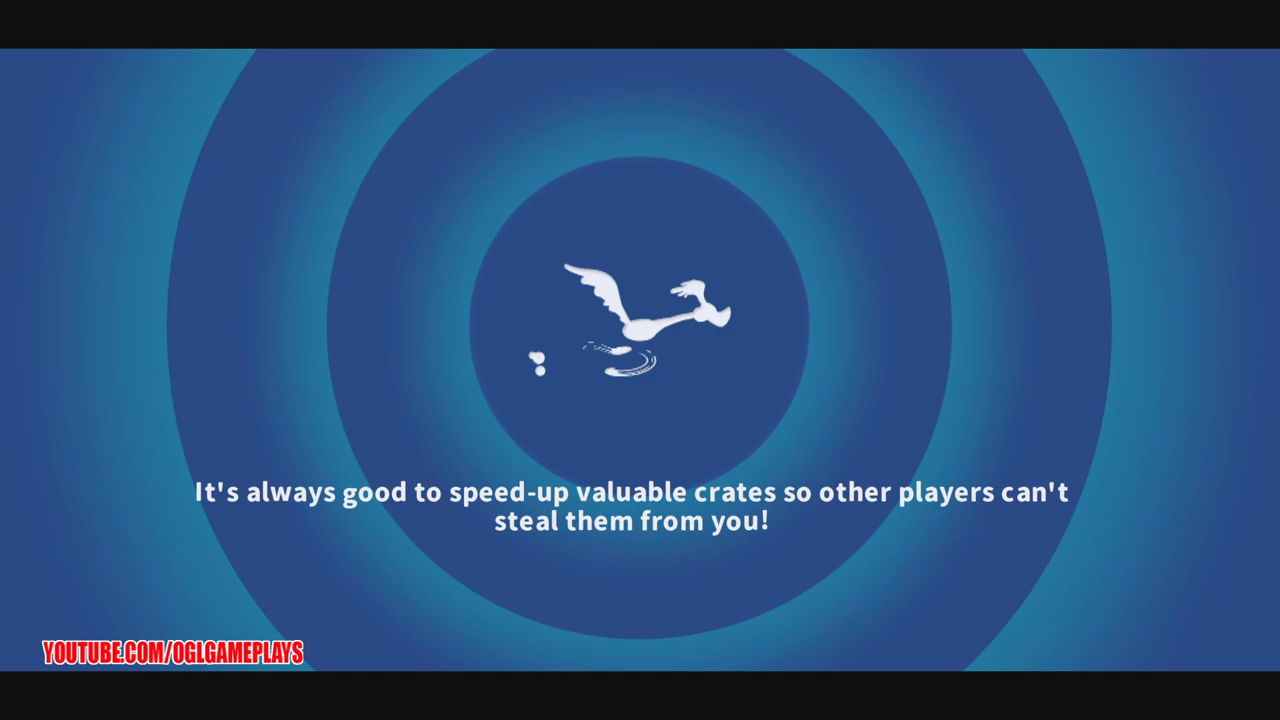 It's always good to speed-up valuable crates so other players can't
steal them from you!
YOUTUBE.COM/OGLGAMEPLAYS